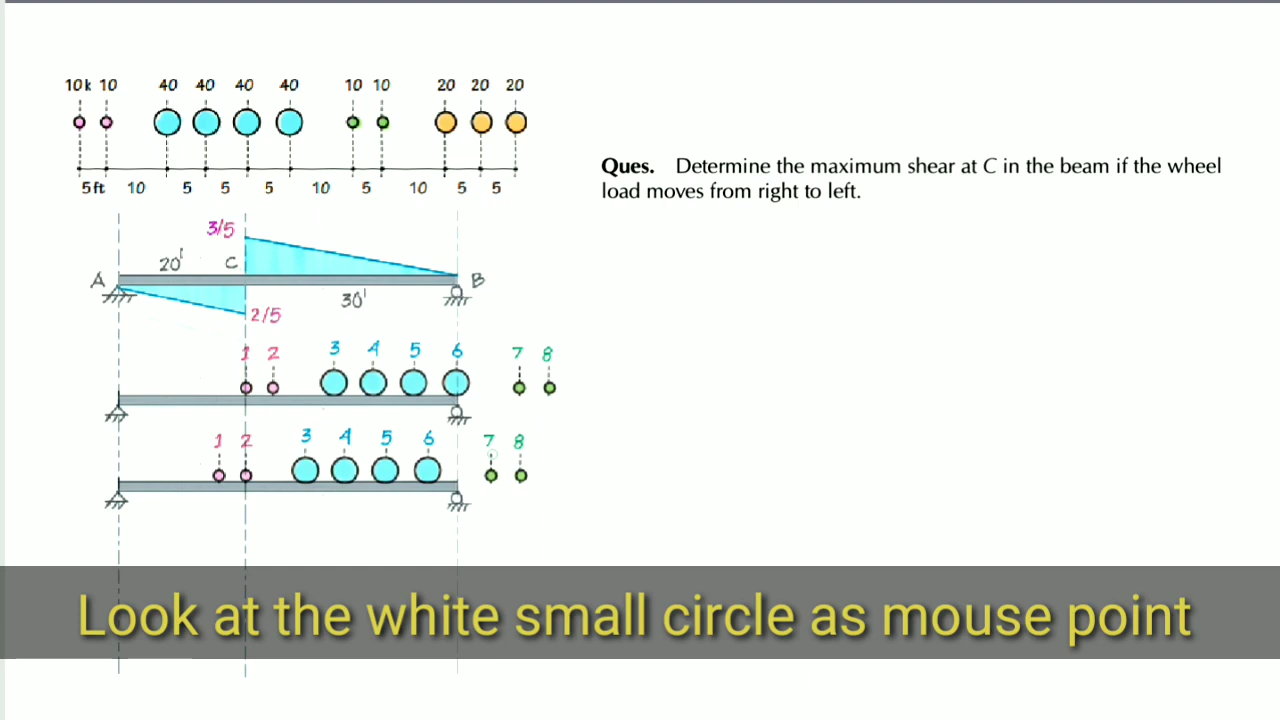 10k 10 40 40 40 40 10 10 20 20 20
5ft 10 5 5 5 10 5 10 5 5
Ques. Determine the maximum shear at C in the beam if the wheel
load moves from right to left.
3/5
20' C
A B
30'
2/5
1 2 3 4 5 6 7 8
1 2 3 4 5 6 7 8
Look at the white small circle as mouse point